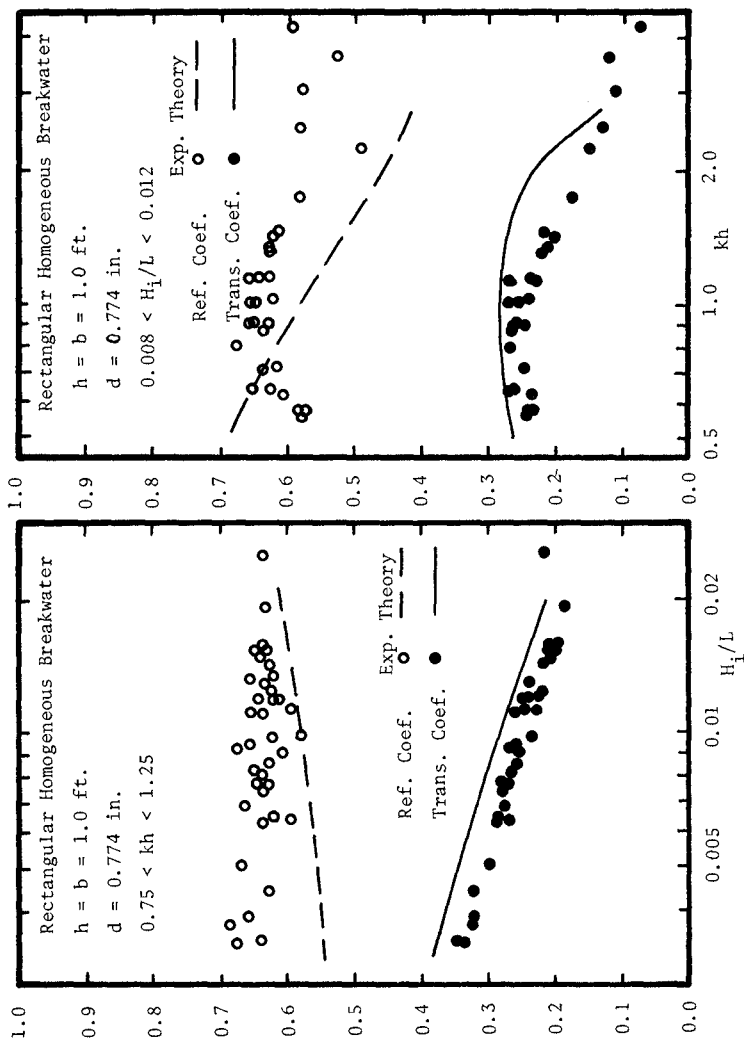 Rectangular Homogeneous Breakwater
h = b = 1.0 ft.
d = 0.774 in.
0.75 < kh < 1.25
Exp. Theory
Ref. Coef.
Trans. Coef.
1.0
0.9
0.8
0.7
0.6
0.5
0.4
0.3
0.2
0.1
0.0
0.005
0.01
0.02
Hᵢ/L
Rectangular Homogeneous Breakwater
h = b = 1.0 ft.
d = 0.774 in.
0.008 < Hᵢ/L < 0.012
Exp. Theory
Ref. Coef.
Trans. Coef.
1.0
0.9
0.8
0.7
0.6
0.5
0.4
0.3
0.2
0.1
0.0
0.5
1.0
2.0
kh